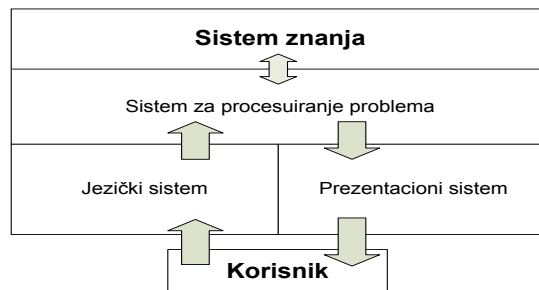 Sistem znanja
Sistem za procesuiranje problema
Jezički sistem
Prezentacioni sistem
Korisnik